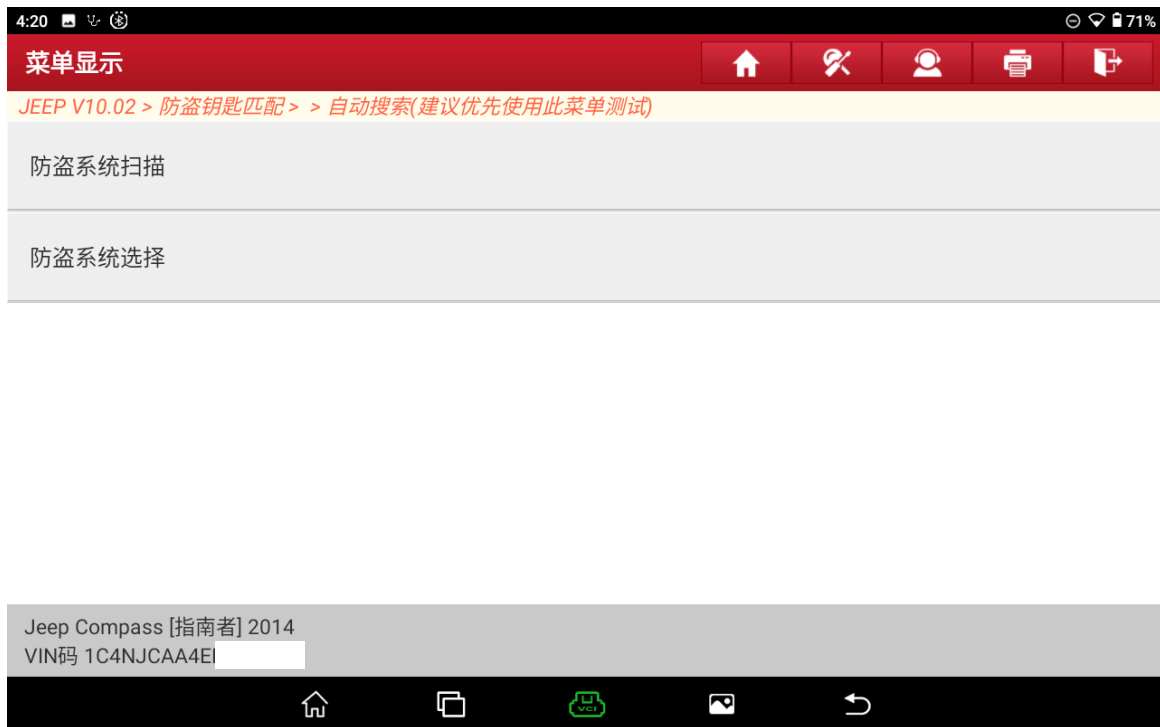 4:20 71%
菜单显示
JEEP V10.02 > 防盗钥匙匹配 > > 自动搜索(建议优先使用此菜单测试)
防盗系统扫描
防盗系统选择
Jeep Compass [指南者] 2014
VIN码 1C4NJCAA4E
VCI